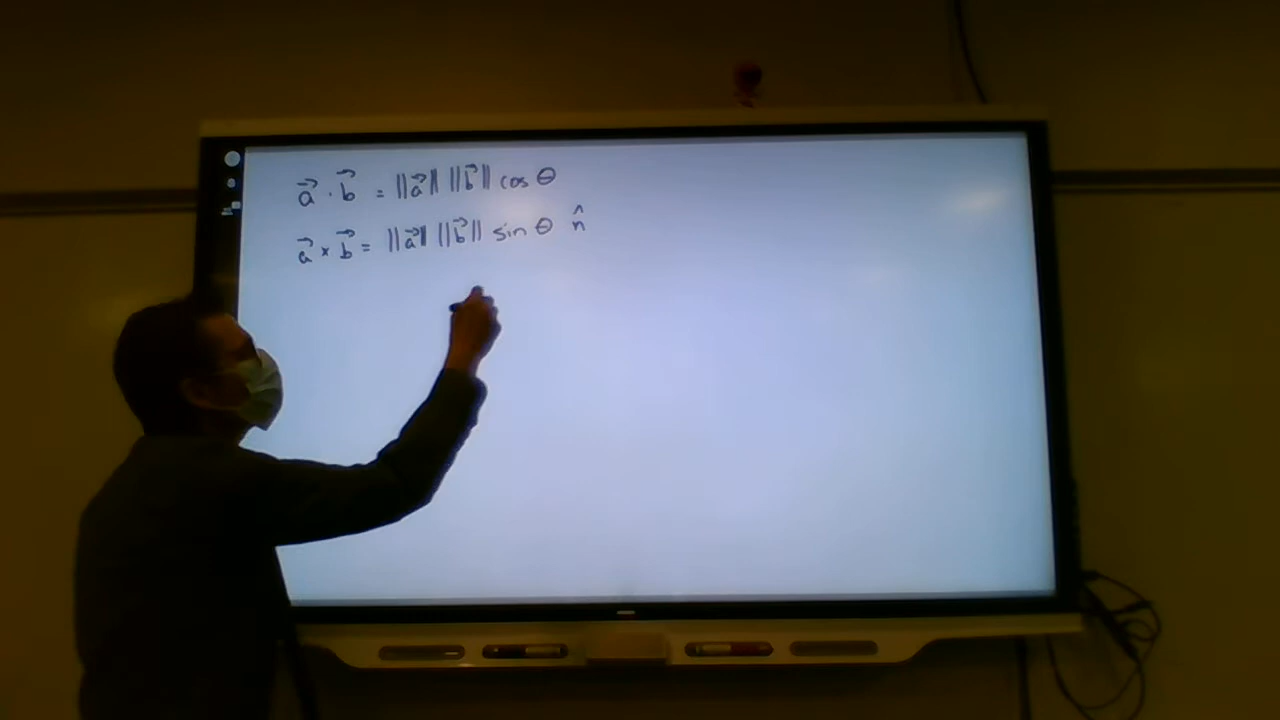 a⃗ · b⃗ = ||a⃗|| ||b⃗|| cos θ
a⃗ × b⃗ = ||a⃗|| ||b⃗|| sin θ n̂